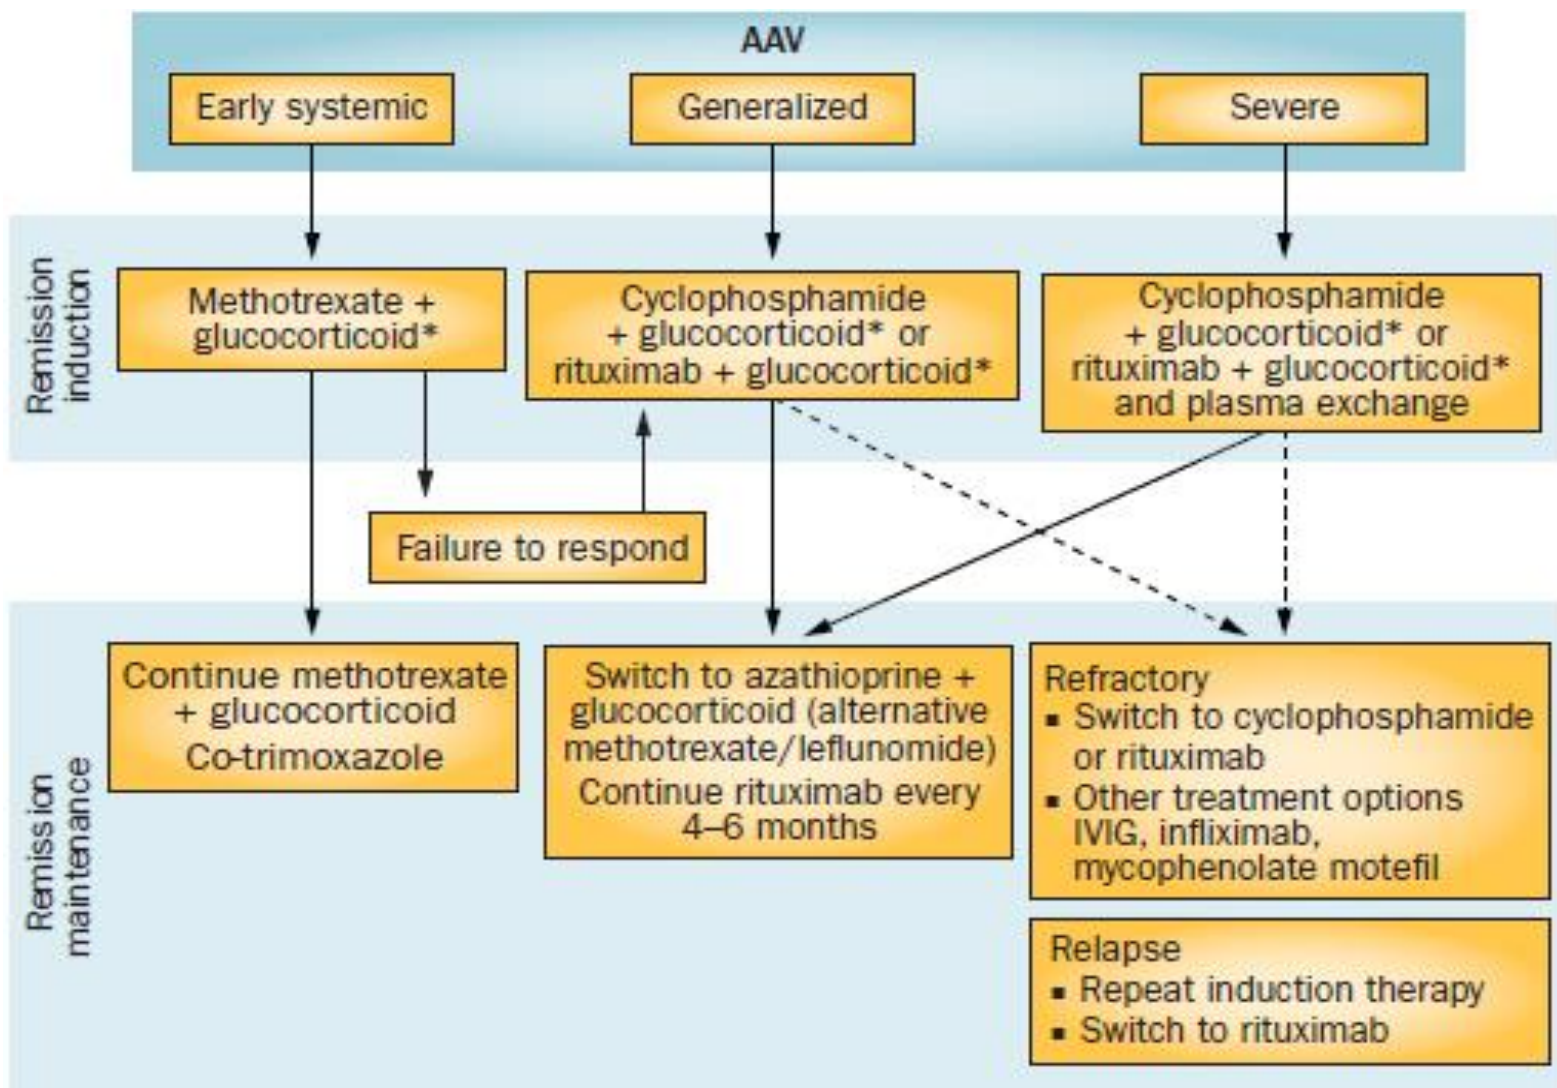 AAV
Early systemic
Generalized
Severe
Remission
induction
Methotrexate +
glucocorticoid*
Cyclophosphamide
+ glucocorticoid* or
rituximab + glucocorticoid*
Cyclophosphamide
+ glucocorticoid* or
rituximab + glucocorticoid*
and plasma exchange
Failure to respond
Remission
maintenance
Continue methotrexate
+ glucocorticoid
Co-trimoxazole
Switch to azathioprine +
glucocorticoid (alternative
methotrexate/leflunomide)
Continue rituximab every
4–6 months
Refractory
▪ Switch to cyclophosphamide
or rituximab
▪ Other treatment options
IVIG, infliximab,
mycophenolate motefil
Relapse
▪ Repeat induction therapy
▪ Switch to rituximab